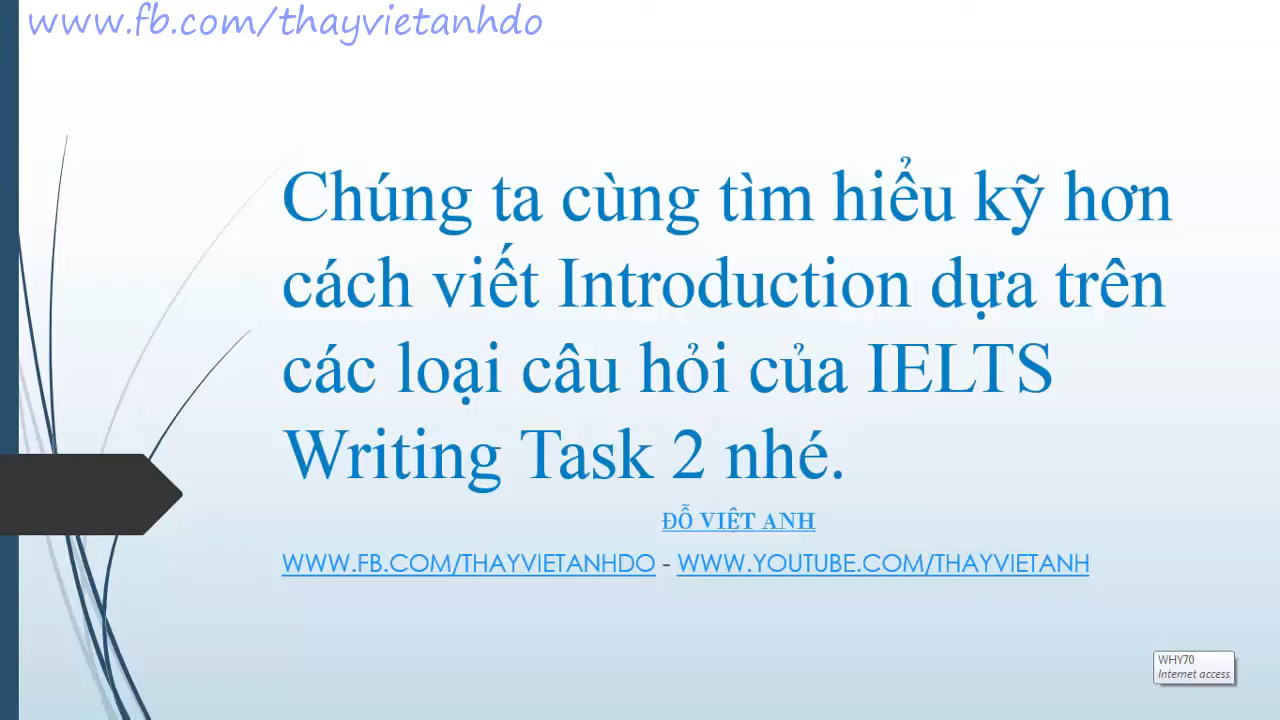 www.fb.com/thayvietanhdo
Chúng ta cùng tìm hiểu kỹ hơn
cách viết Introduction dựa trên
các loại câu hỏi của IELTS
Writing Task 2 nhé.
ĐỖ VIỆT ANH
WWW.FB.COM/THAYVIETANHDO - WWW.YOUTUBE.COM/THAYVIETANH
WHY70
Internet access